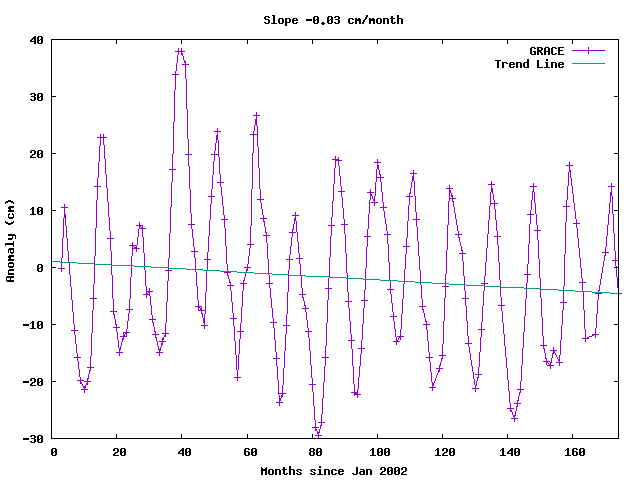 Slope -0.03 cm/month
40
30
20
10
0
-10
-20
-30
Anomaly (cm)
GRACE
Trend Line
0 20 40 60 80 100 120 140 160
Months since Jan 2002